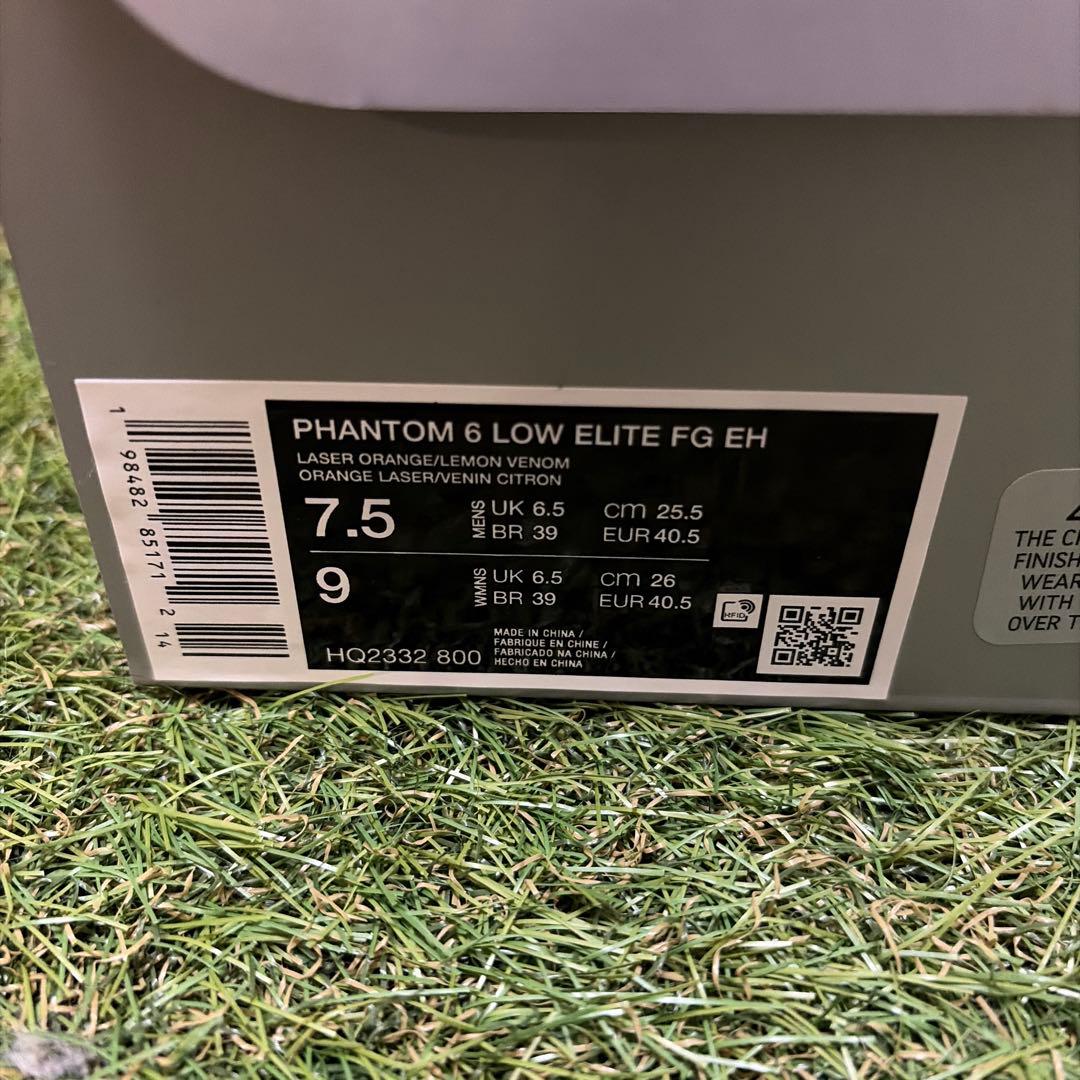 PHANTOM 6 LOW ELITE FG EH
LASER ORANGE/LEMON VENOM
ORANGE LASER/VENIN CITRON
7.5 MENS UK 6.5 cm 25.5
BR 39 EUR 40.5
9 WMNS UK 6.5 cm 26
BR 39 EUR 40.5
RFID
HQ2332 800
MADE IN CHINA /
FABRIQUE EN CHINE /
FABRICADO NA CHINA /
HECHO EN CHINA
1 98482 85171 2 14
THE
FINISH
WEAR
WITH
OVER